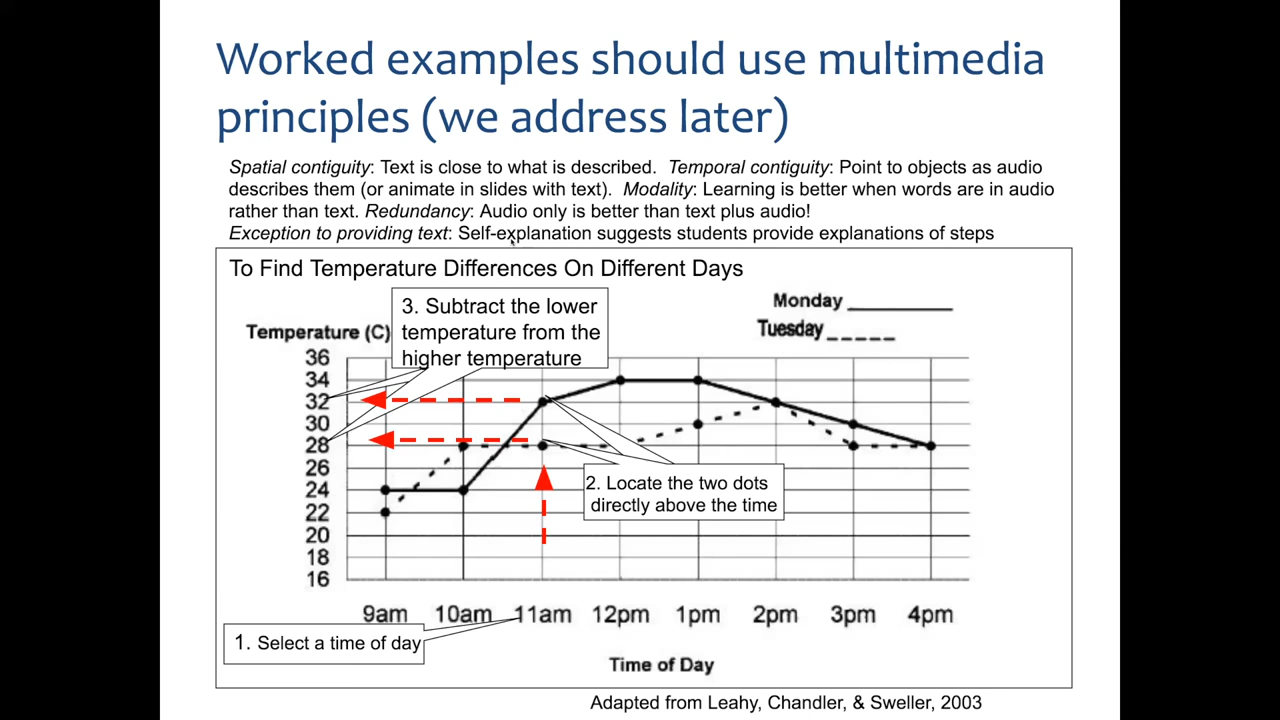 Worked examples should use multimedia
principles (we address later)
Spatial contiguity: Text is close to what is described.  Temporal contiguity: Point to objects as audio
describes them (or animate in slides with text).  Modality: Learning is better when words are in audio
rather than text. Redundancy: Audio only is better than text plus audio!
Exception to providing text: Self-explanation suggests students provide explanations of steps
To Find Temperature Differences On Different Days
3. Subtract the lower
temperature from the
higher temperature
Monday
Tuesday
Temperature (C)
36
34
32
30
28
26
24
22
20
18
16
2. Locate the two dots
directly above the time
9am 10am 11am 12pm 1pm 2pm 3pm 4pm
1. Select a time of day
Time of Day
Adapted from Leahy, Chandler, & Sweller, 2003